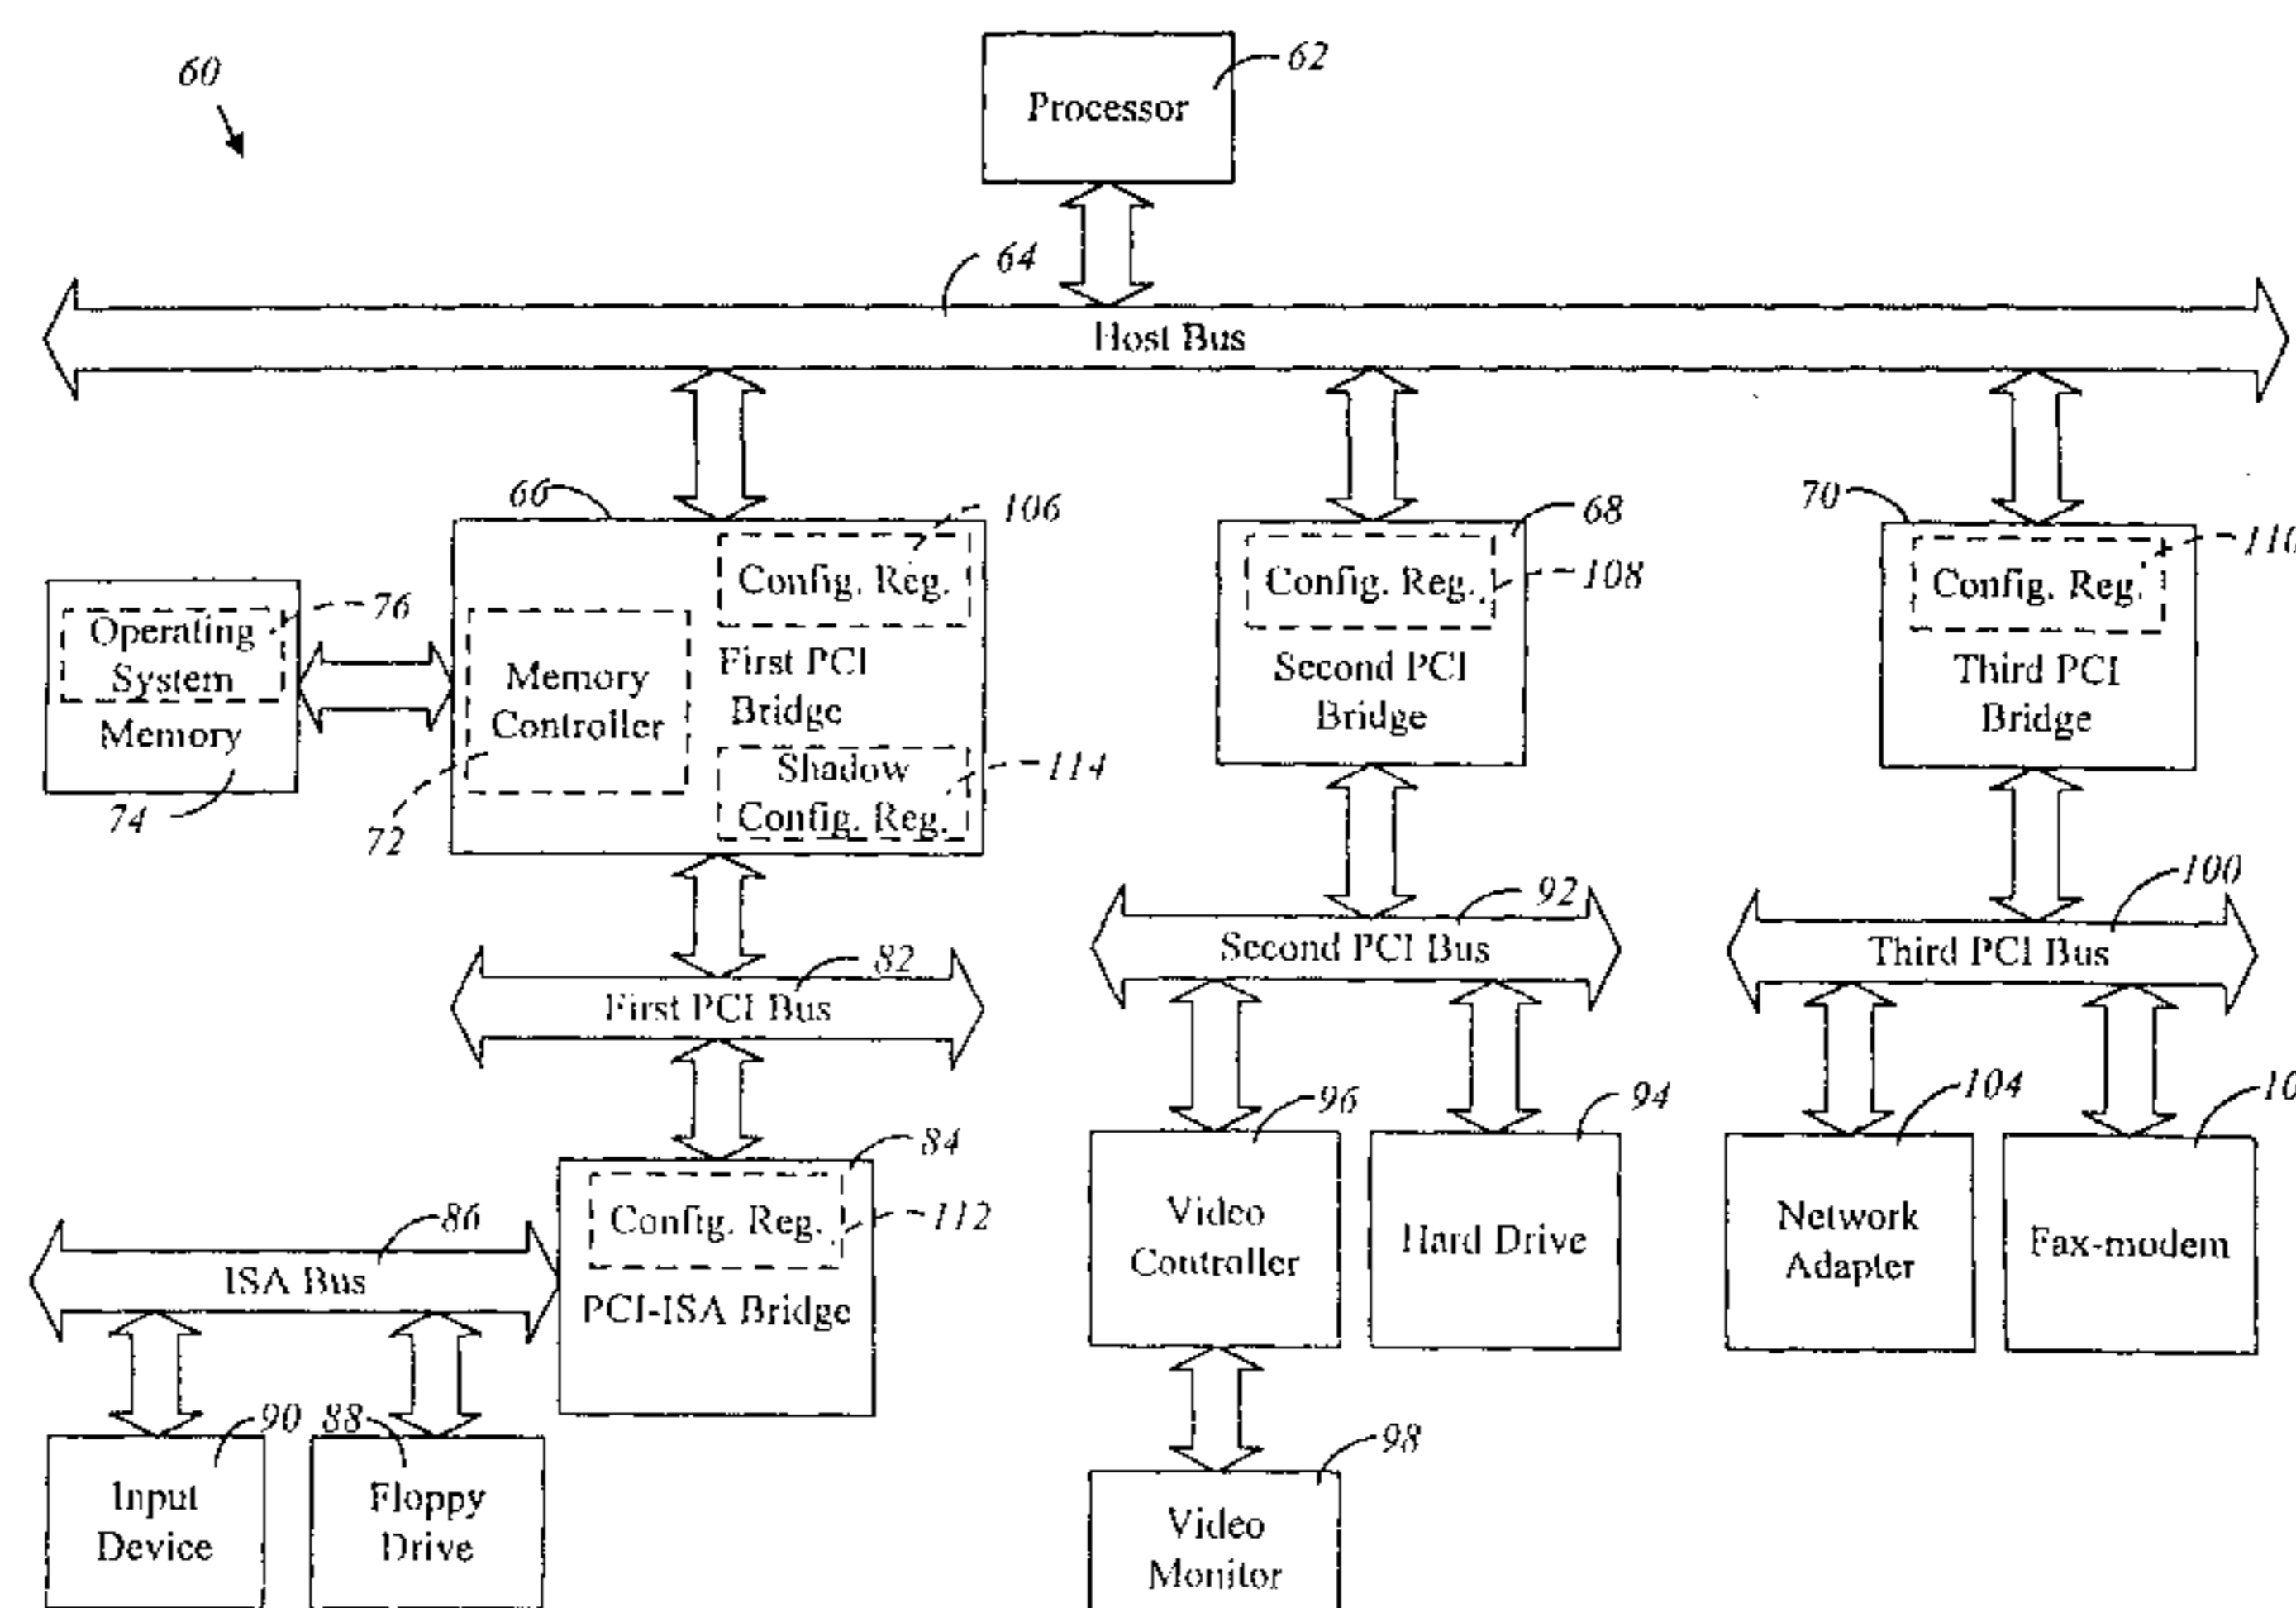 60
62
Processor
64
Host Bus
66
106
68
70
110
Config. Reg.
Config. Reg.
108
Config. Reg.
76
Operating
System
Memory
74
Memory
Controller
72
First PCI
Bridge
Second PCI
Bridge
Third PCI
Bridge
Shadow
Config. Reg.
114
92
100
Second PCI Bus
Third PCI Bus
82
First PCI Bus
96
94
104
84
Config. Reg.
112
86
ISA Bus
PCI-ISA Bridge
Video
Controller
Hard Drive
Network
Adapter
Fax-modem
90
88
98
Input
Device
Floppy
Drive
Video
Monitor